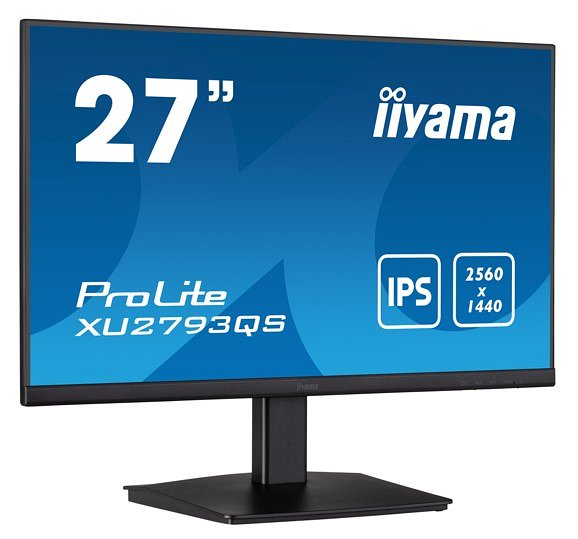 27”
iiyama
ProLite
XU2793QS
IPS
2560
x
1440
iiyama